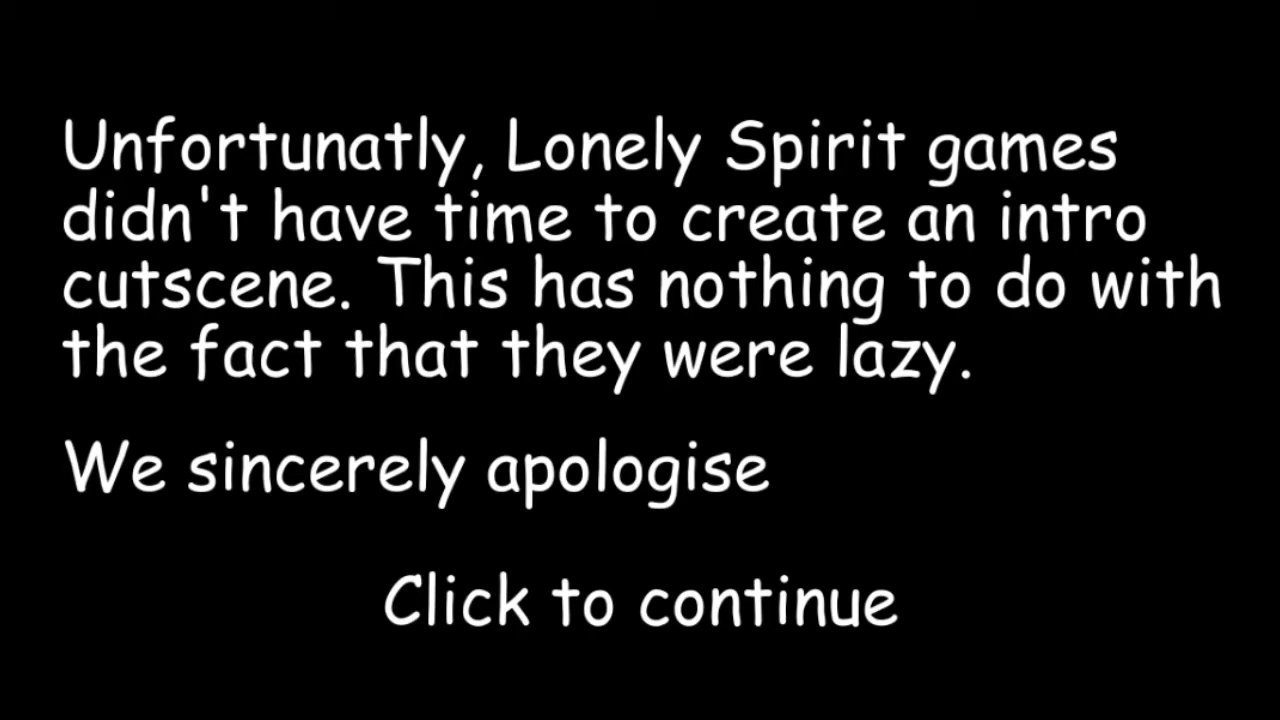 Unfortunatly, Lonely Spirit games
didn't have time to create an intro
cutscene. This has nothing to do with
the fact that they were lazy.
We sincerely apologise
Click to continue